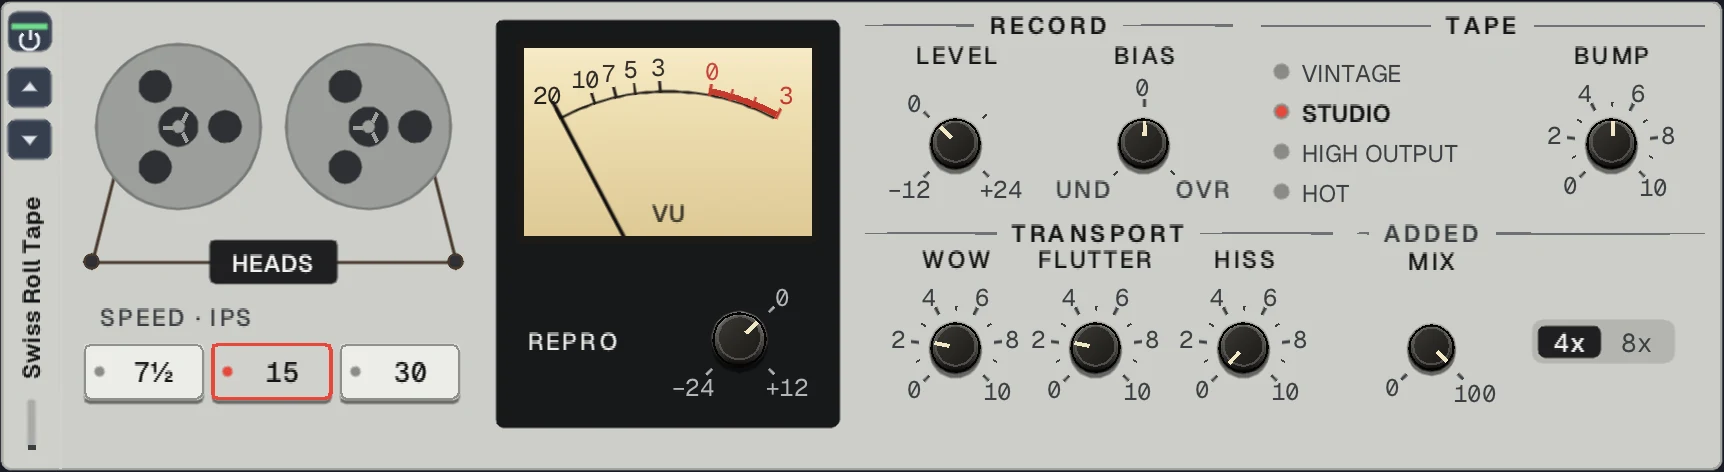 Swiss Roll Tape
HEADS
SPEED · IPS
7½
15
30
20 10 7 5 3 0 3
VU
REPRO
0
-24 +12
RECORD
LEVEL
0
-12 +24
BIAS
0
UND OVR
TAPE
VINTAGE
STUDIO
HIGH OUTPUT
HOT
BUMP
4 6
2 8
0 10
TRANSPORT
WOW
4 6
2 8
0 10
FLUTTER
4 6
2 8
0 10
HISS
4 6
2 8
0 10
ADDED
MIX
0 100
4x 8x